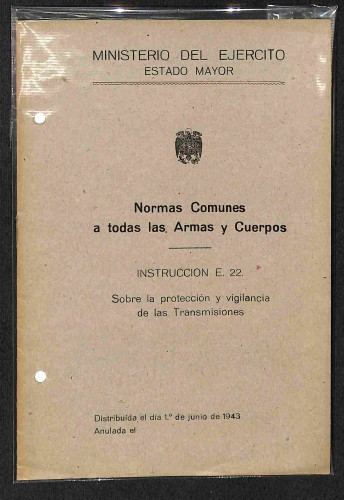 MINISTERIO DEL EJERCITO
ESTADO MAYOR
Normas Comunes
a todas las Armas y Cuerpos
INSTRUCCION E. 22.
Sobre la protección y vigilancia
de las Transmisiones
Distribuída el día 1.º de junio de 1943
Anulada el